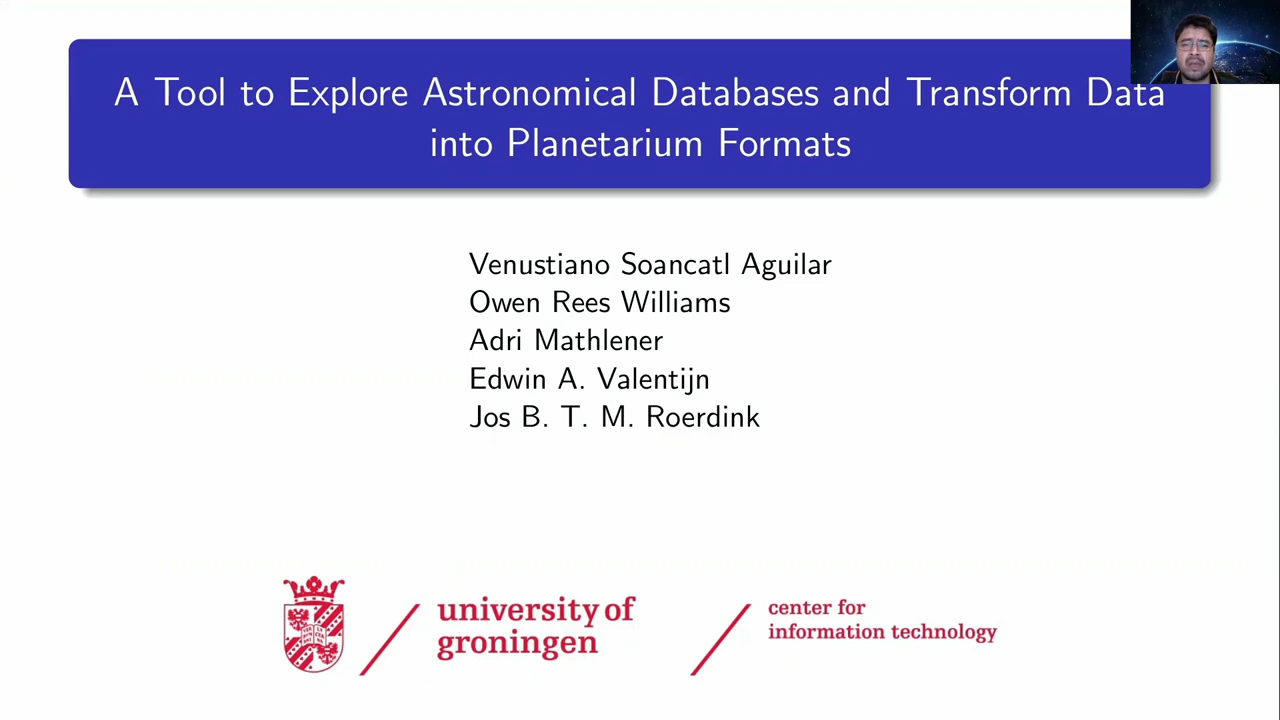 A Tool to Explore Astronomical Databases and Transform Data
into Planetarium Formats
Venustiano Soancatl Aguilar
Owen Rees Williams
Adri Mathlener
Edwin A. Valentijn
Jos B. T. M. Roerdink
university of
groningen
center for
information technology